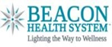 BEACON
HEALTH SYSTEM
Lighting the Way to Wellness